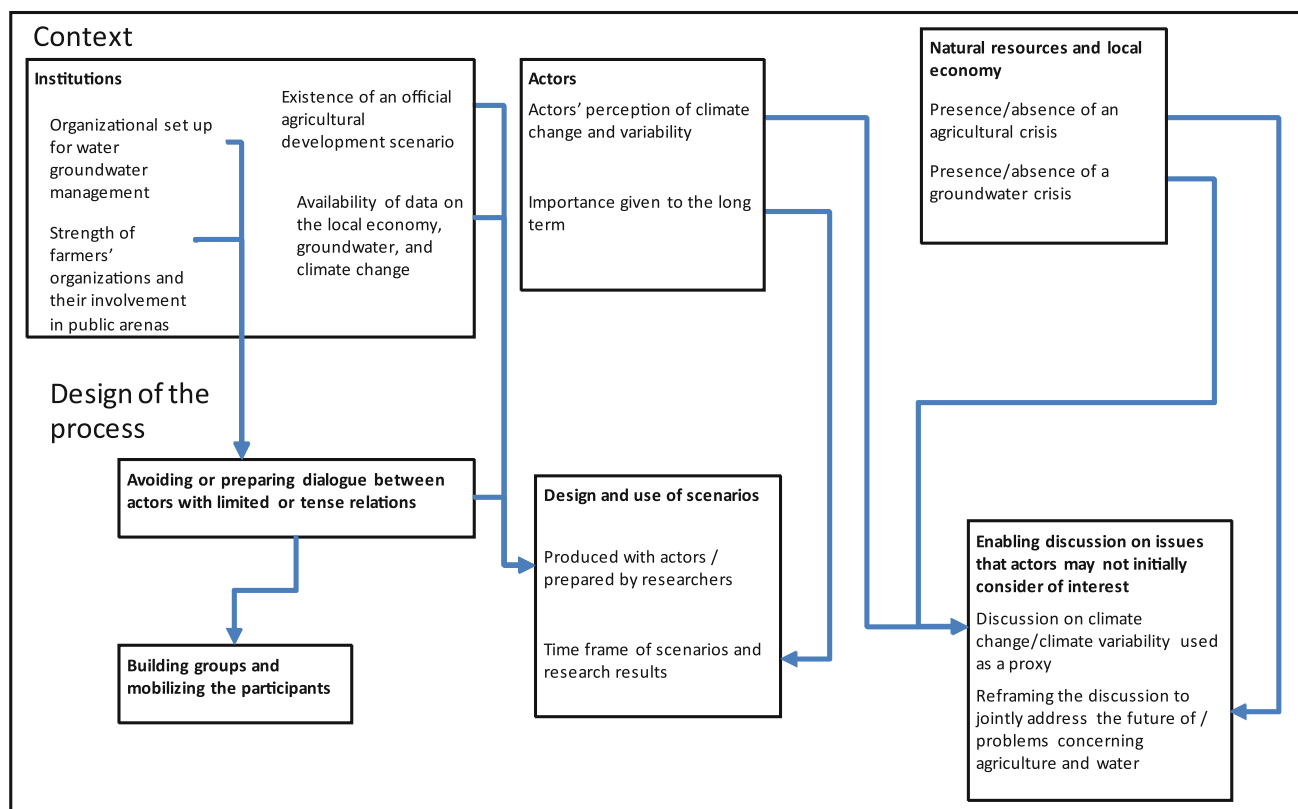 Context
Institutions
Organizational set up
for water
groundwater
management
Strength of
farmers’
organizations and
their involvement
in public arenas
Existence of an official
agricultural
development scenario
Availability of data on
the local economy,
groundwater, and
climate change
Actors
Actors’ perception of climate
change and variability
Importance given to the long
term
Natural resources and local
economy
Presence/absence of an
agricultural crisis
Presence/absence of a
groundwater crisis
Design of the
process
Avoiding or preparing dialogue between
actors with limited or tense relations
Building groups and
mobilizing the participants
Design and use of scenarios
Produced with actors /
prepared by researchers
Time frame of scenarios and
research results
Enabling discussion on issues
that actors may not initially
consider of interest
Discussion on climate
change/climate variability used
as a proxy
Reframing the discussion to
jointly address the future of /
problems concerning
agriculture and water